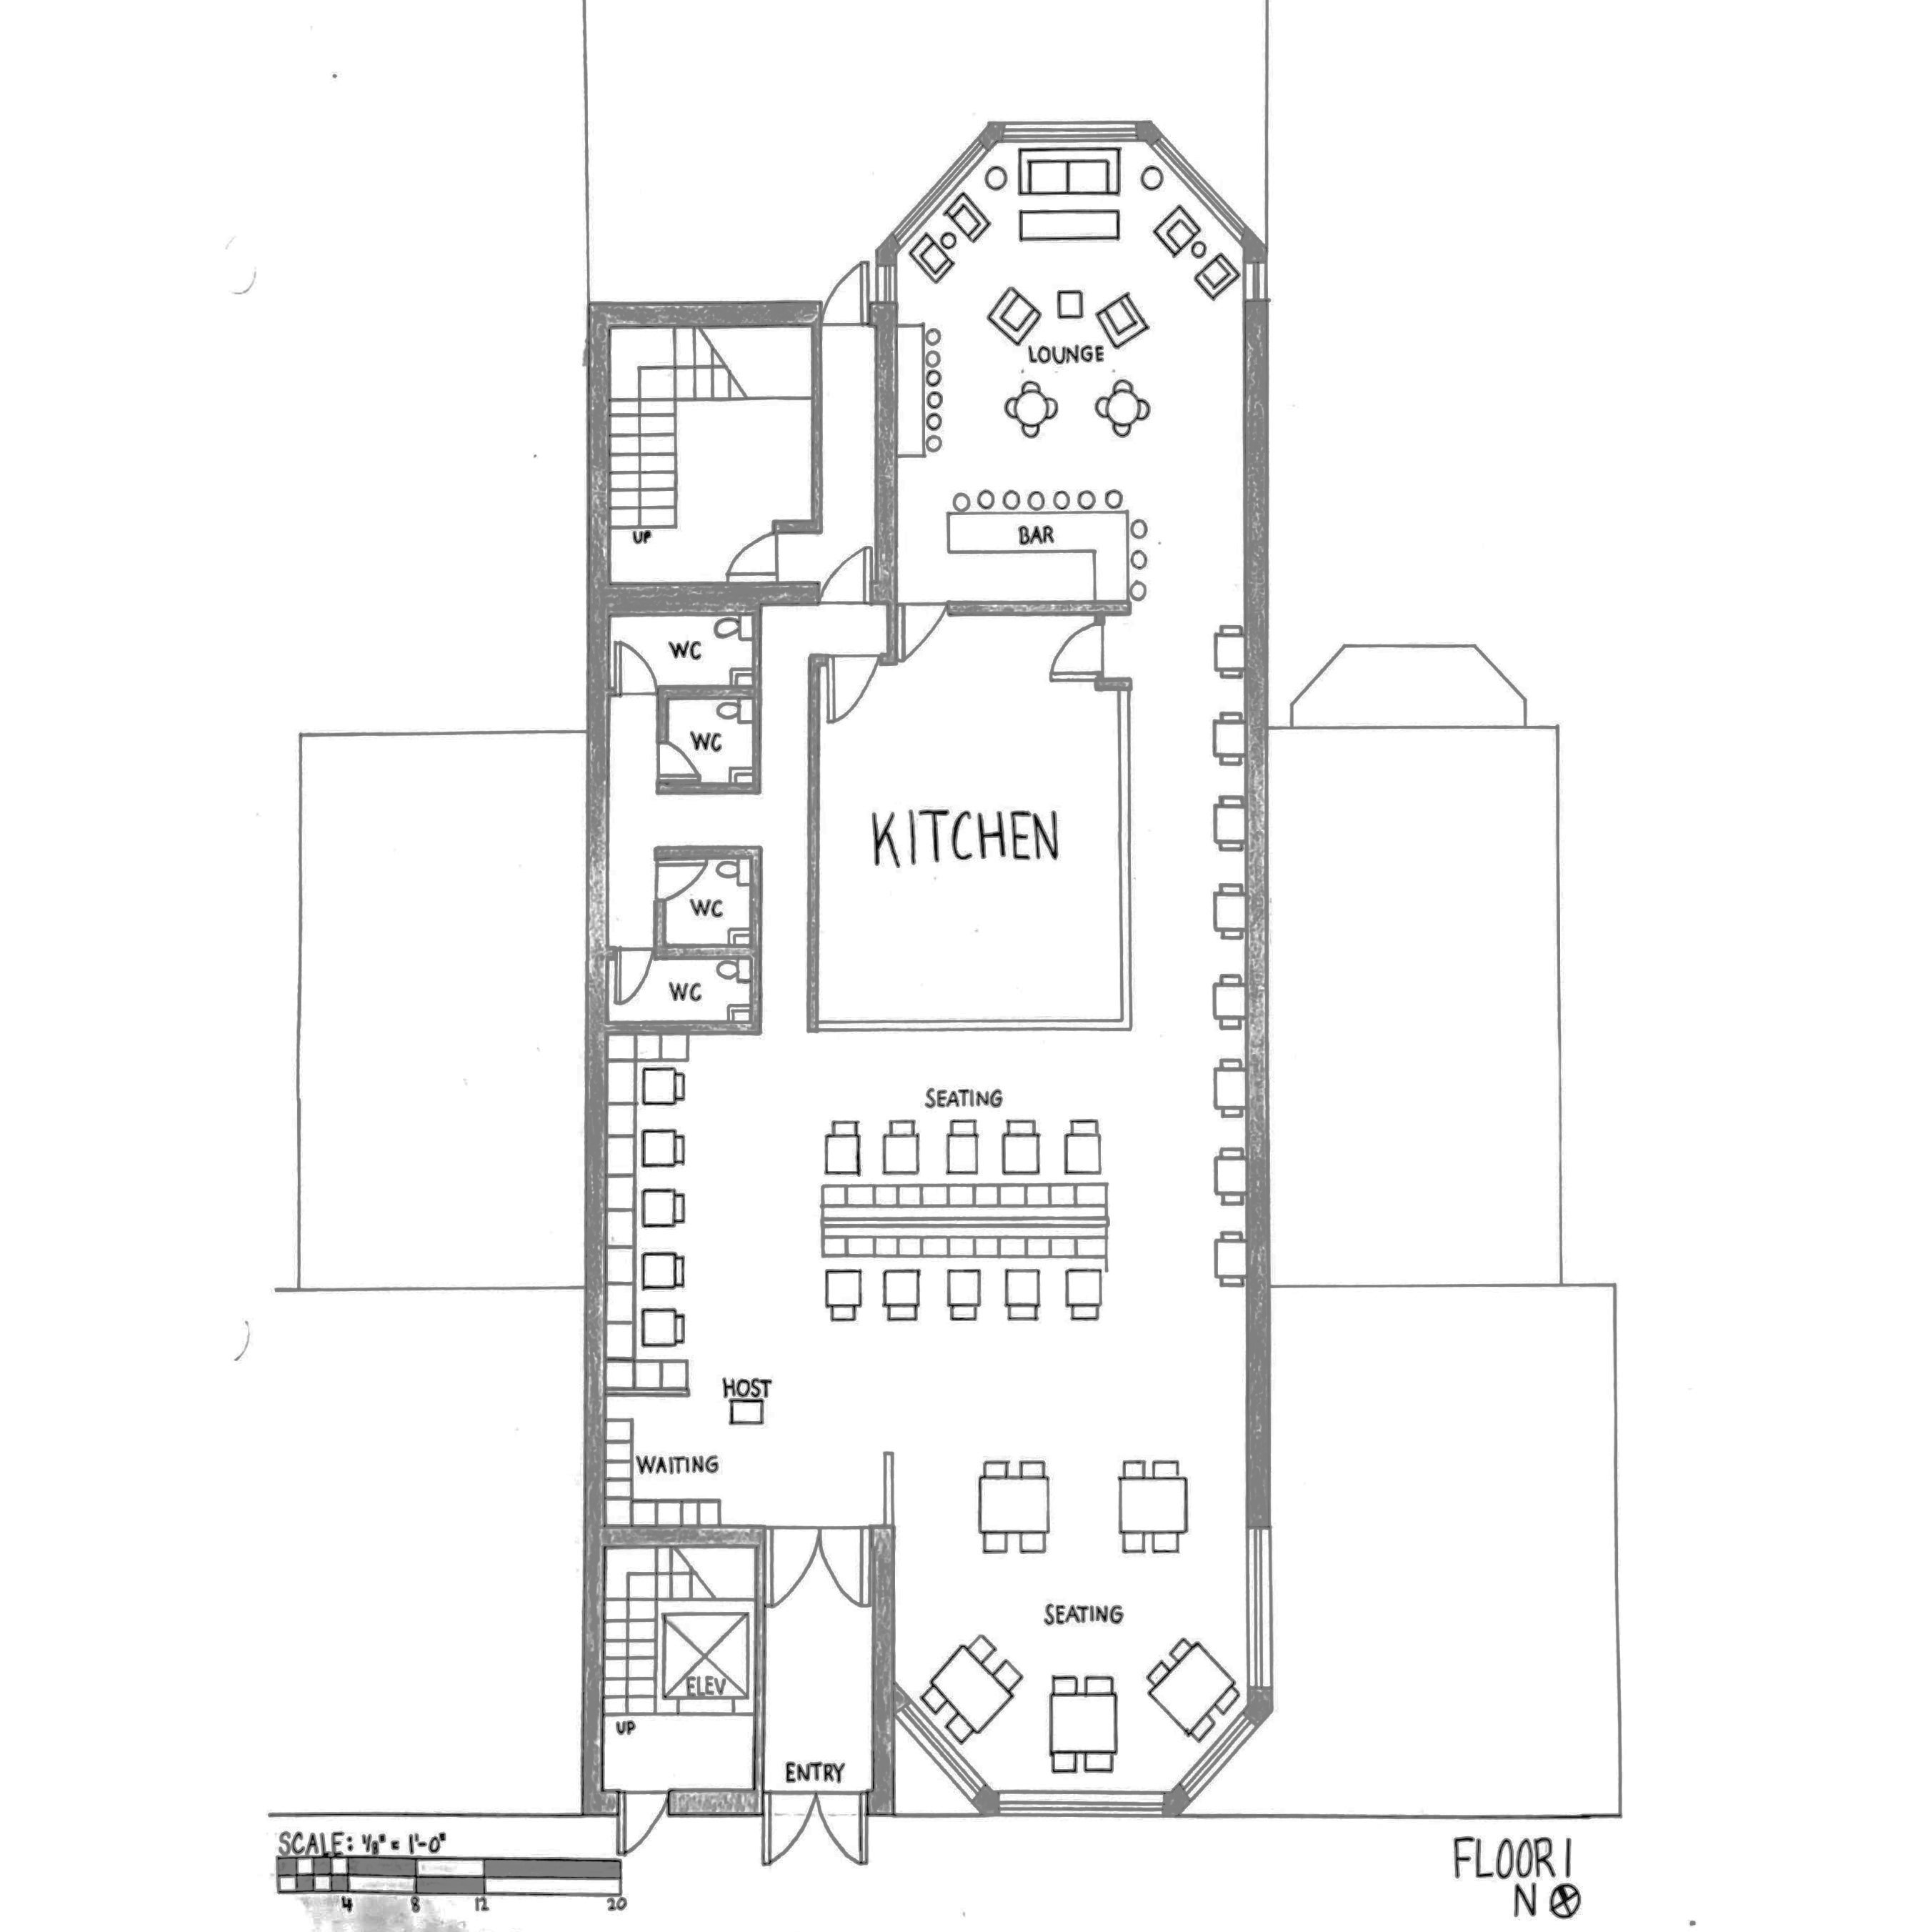 LOUNGE
BAR
UP
WC
WC
KITCHEN
WC
WC
SEATING
HOST
WAITING
SEATING
ELEV
UP
ENTRY
SCALE: 1/8" = 1'-0"
4 8 12 20
FLOOR 1
N